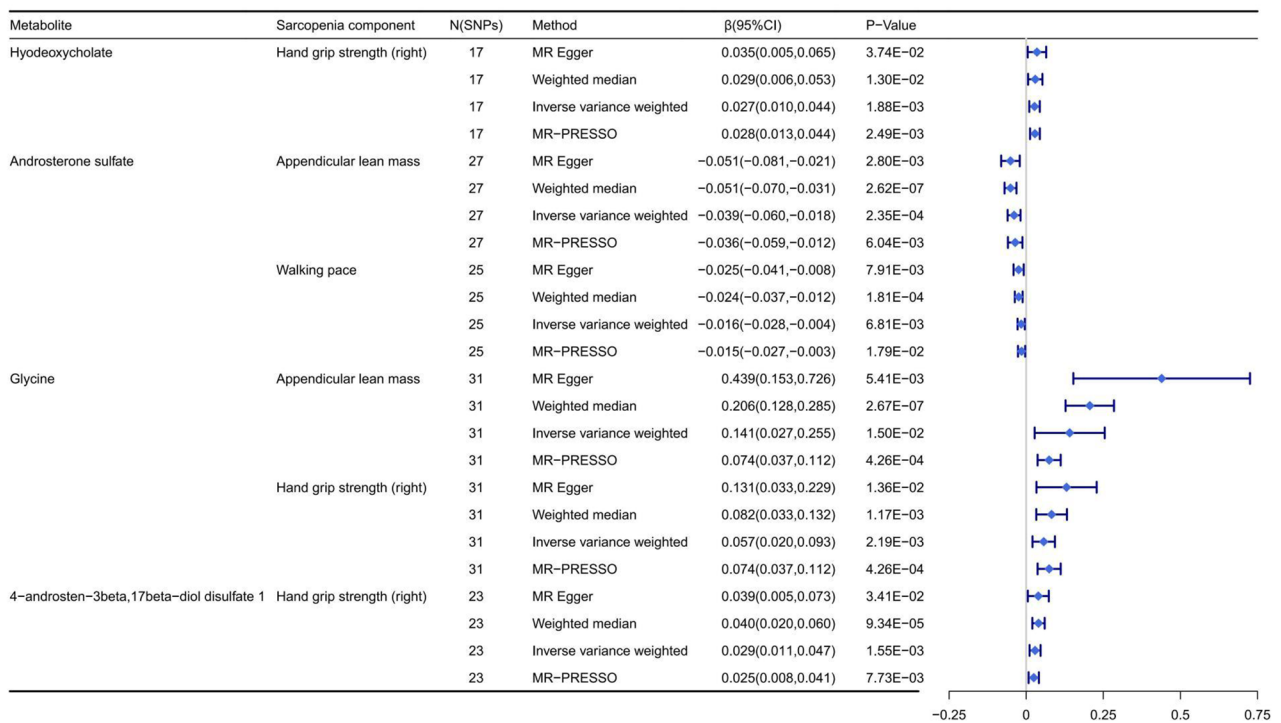 Metabolite Sarcopenia component N(SNPs) Method β(95%CI) P−Value
Hyodeoxycholate Hand grip strength (right) 17 MR Egger 0.035(0.005,0.065) 3.74E−02
17 Weighted median 0.029(0.006,0.053) 1.30E−02
17 Inverse variance weighted 0.027(0.010,0.044) 1.88E−03
17 MR−PRESSO 0.028(0.013,0.044) 2.49E−03
Androsterone sulfate Appendicular lean mass 27 MR Egger −0.051(−0.081,−0.021) 2.80E−03
27 Weighted median −0.051(−0.070,−0.031) 2.62E−07
27 Inverse variance weighted −0.039(−0.060,−0.018) 2.35E−04
27 MR−PRESSO −0.036(−0.059,−0.012) 6.04E−03
Walking pace 25 MR Egger −0.025(−0.041,−0.008) 7.91E−03
25 Weighted median −0.024(−0.037,−0.012) 1.81E−04
25 Inverse variance weighted −0.016(−0.028,−0.004) 6.81E−03
25 MR−PRESSO −0.015(−0.027,−0.003) 1.79E−02
Glycine Appendicular lean mass 31 MR Egger 0.439(0.153,0.726) 5.41E−03
31 Weighted median 0.206(0.128,0.285) 2.67E−07
31 Inverse variance weighted 0.141(0.027,0.255) 1.50E−02
31 MR−PRESSO 0.074(0.037,0.112) 4.26E−04
Hand grip strength (right) 31 MR Egger 0.131(0.033,0.229) 1.36E−02
31 Weighted median 0.082(0.033,0.132) 1.17E−03
31 Inverse variance weighted 0.057(0.020,0.093) 2.19E−03
31 MR−PRESSO 0.074(0.037,0.112) 4.26E−04
4−androsten−3beta,17beta−diol disulfate 1 Hand grip strength (right) 23 MR Egger 0.039(0.005,0.073) 3.41E−02
23 Weighted median 0.040(0.020,0.060) 9.34E−05
23 Inverse variance weighted 0.029(0.011,0.047) 1.55E−03
23 MR−PRESSO 0.025(0.008,0.041) 7.73E−03
−0.25 0 0.25 0.5 0.75